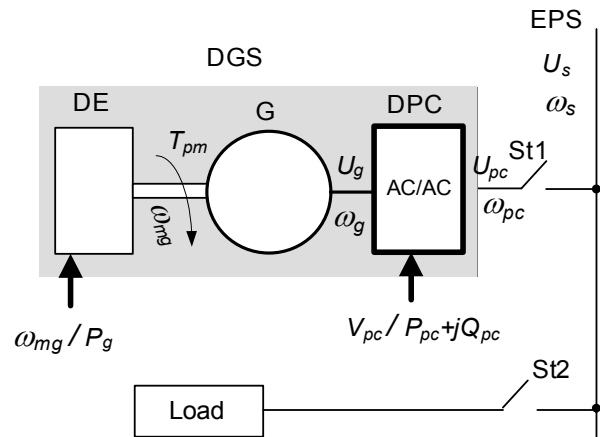 EPS
DGS
U_s
ω_s
DE
G
DPC
T_pm
ω_mg
U_g
ω_g
AC/AC
U_pc
ω_pc
St1
ω_mg / P_g
V_pc / P_pc+jQ_pc
St2
Load